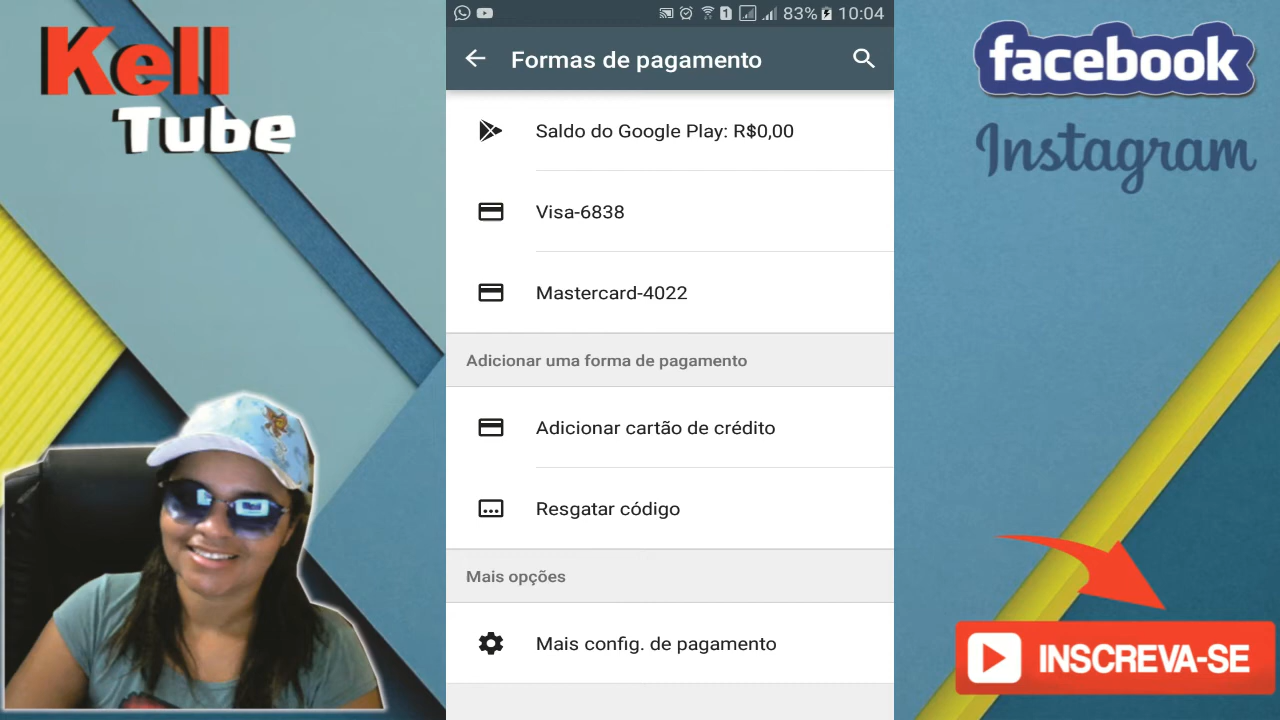 Kell
Tube
1 83% 10:04
Formas de pagamento
Saldo do Google Play: R$0,00
Visa-6838
Mastercard-4022
Adicionar uma forma de pagamento
Adicionar cartão de crédito
Resgatar código
Mais opções
Mais config. de pagamento
facebook
Instagram
INSCREVA-SE